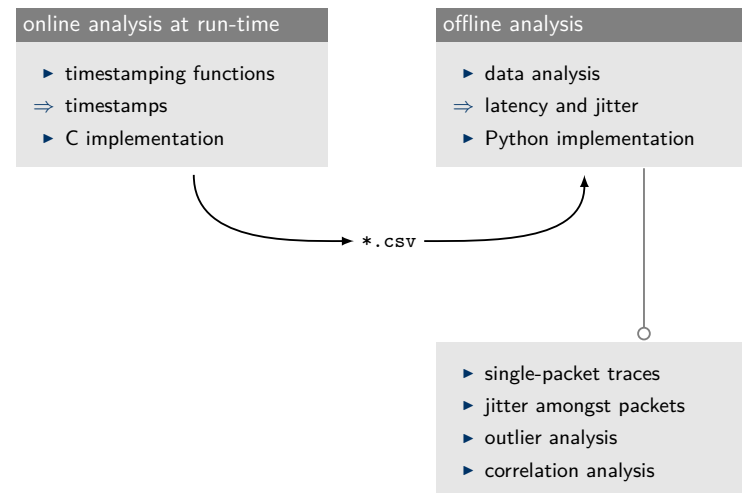 online analysis at run-time
▶ timestamping functions
⇒ timestamps
▶ C implementation
offline analysis
▶ data analysis
⇒ latency and jitter
▶ Python implementation
*.csv
▶ single-packet traces
▶ jitter amongst packets
▶ outlier analysis
▶ correlation analysis